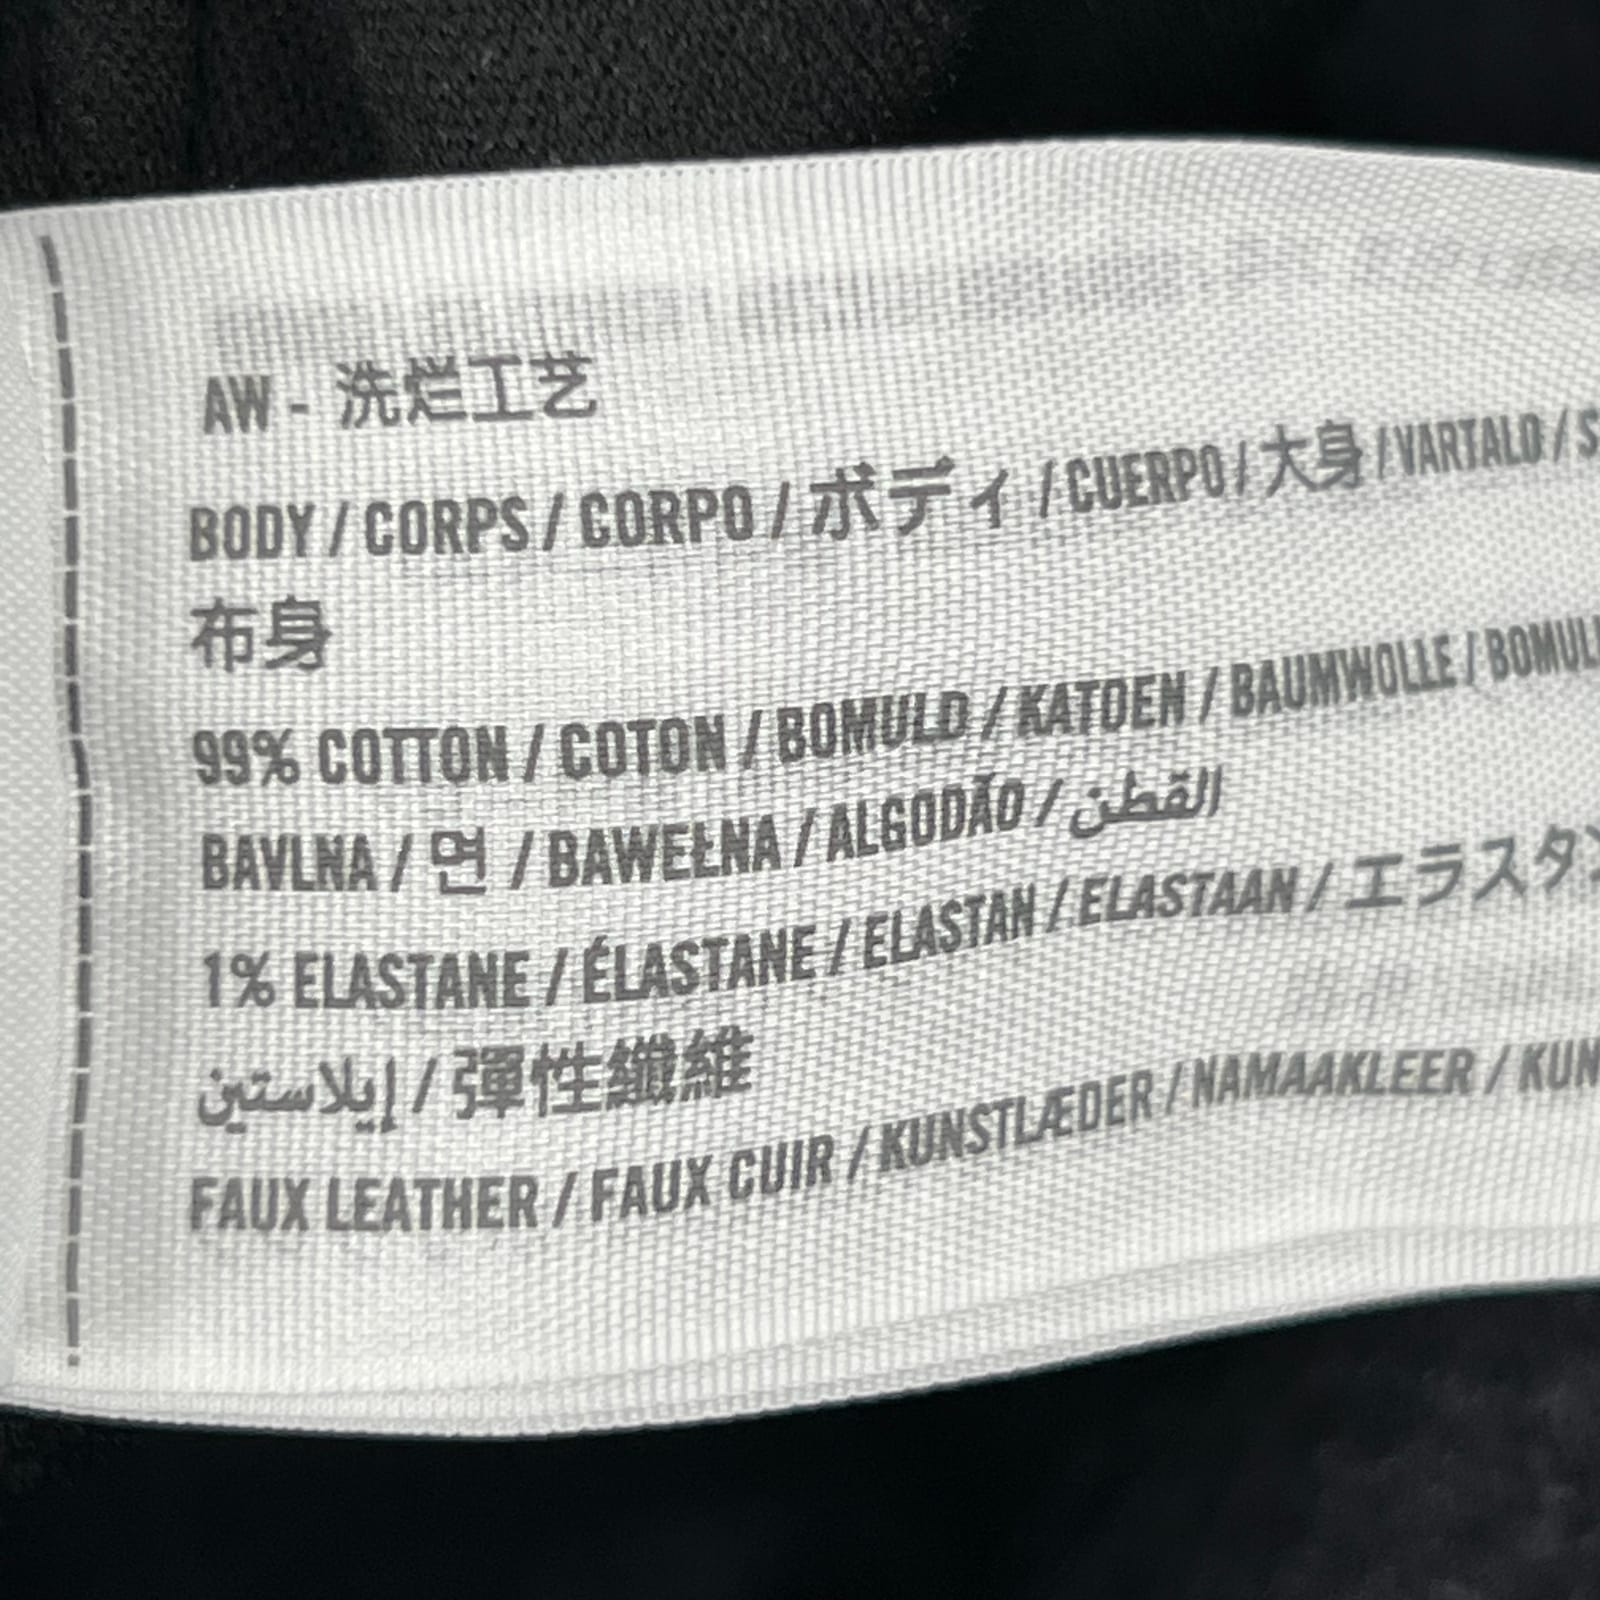 AW - 洗烂工艺
BODY / CORPS / CORPO / ボディ / CUERPO / 大身 / VARTALO /
布身
99% COTTON / COTON / BOMULD / KATOEN / BAUMWOLLE /
BAVLNA / 면 / BAWEŁNA / ALGODÃO / القطن
1% ELASTANE / ÉLASTANE / ELASTAN / ELASTAAN /
إيلاستين / 彈性纖維
FAUX LEATHER / FAUX CUIR / KUNSTLÆDER / NAMAAKLEER /